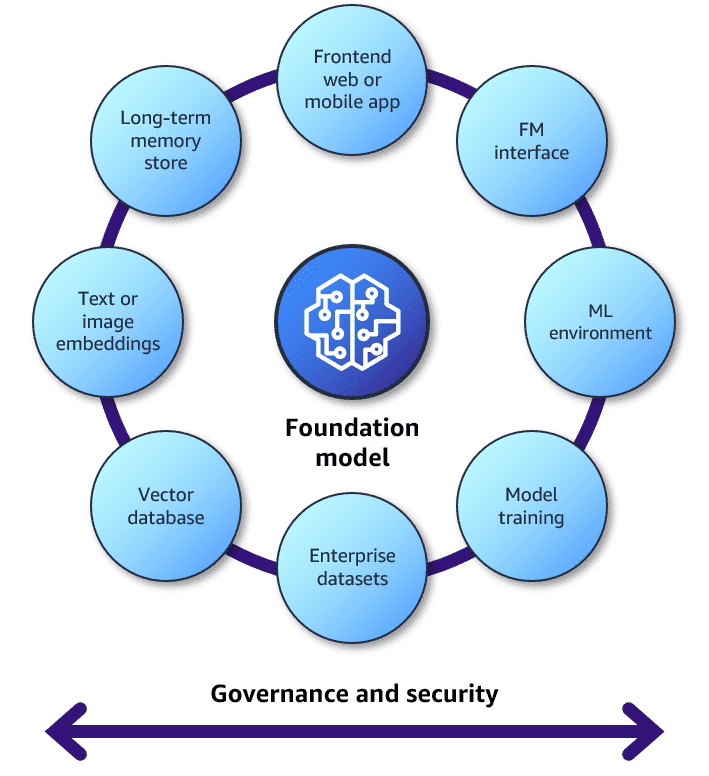 Frontend
web or
mobile app
FM
interface
ML
environment
Model
training
Enterprise
datasets
Vector
database
Text or
image
embeddings
Long-term
memory
store
Foundation
model
Governance and security